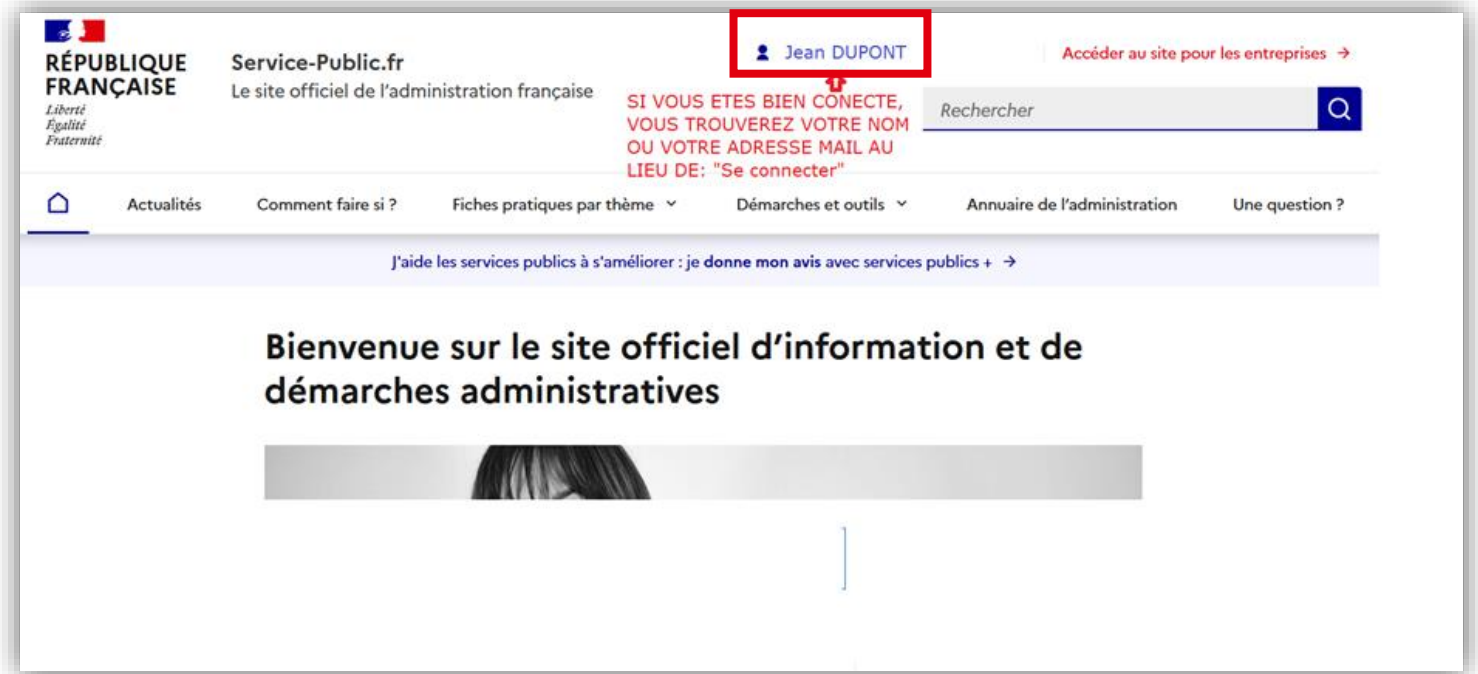 RÉPUBLIQUE
FRANÇAISE
Liberté
Égalité
Fraternité
Service-Public.fr
Le site officiel de l'administration française
Jean DUPONT
SI VOUS ETES BIEN CONECTE,
VOUS TROUVEREZ VOTRE NOM
OU VOTRE ADRESSE MAIL AU
LIEU DE: "Se connecter"
Accéder au site pour les entreprises →
Rechercher
Actualités
Comment faire si ?
Fiches pratiques par thème
Démarches et outils
Annuaire de l'administration
Une question ?
J'aide les services publics à s'améliorer : je donne mon avis avec services publics + →
Bienvenue sur le site officiel d'information et de
démarches administratives